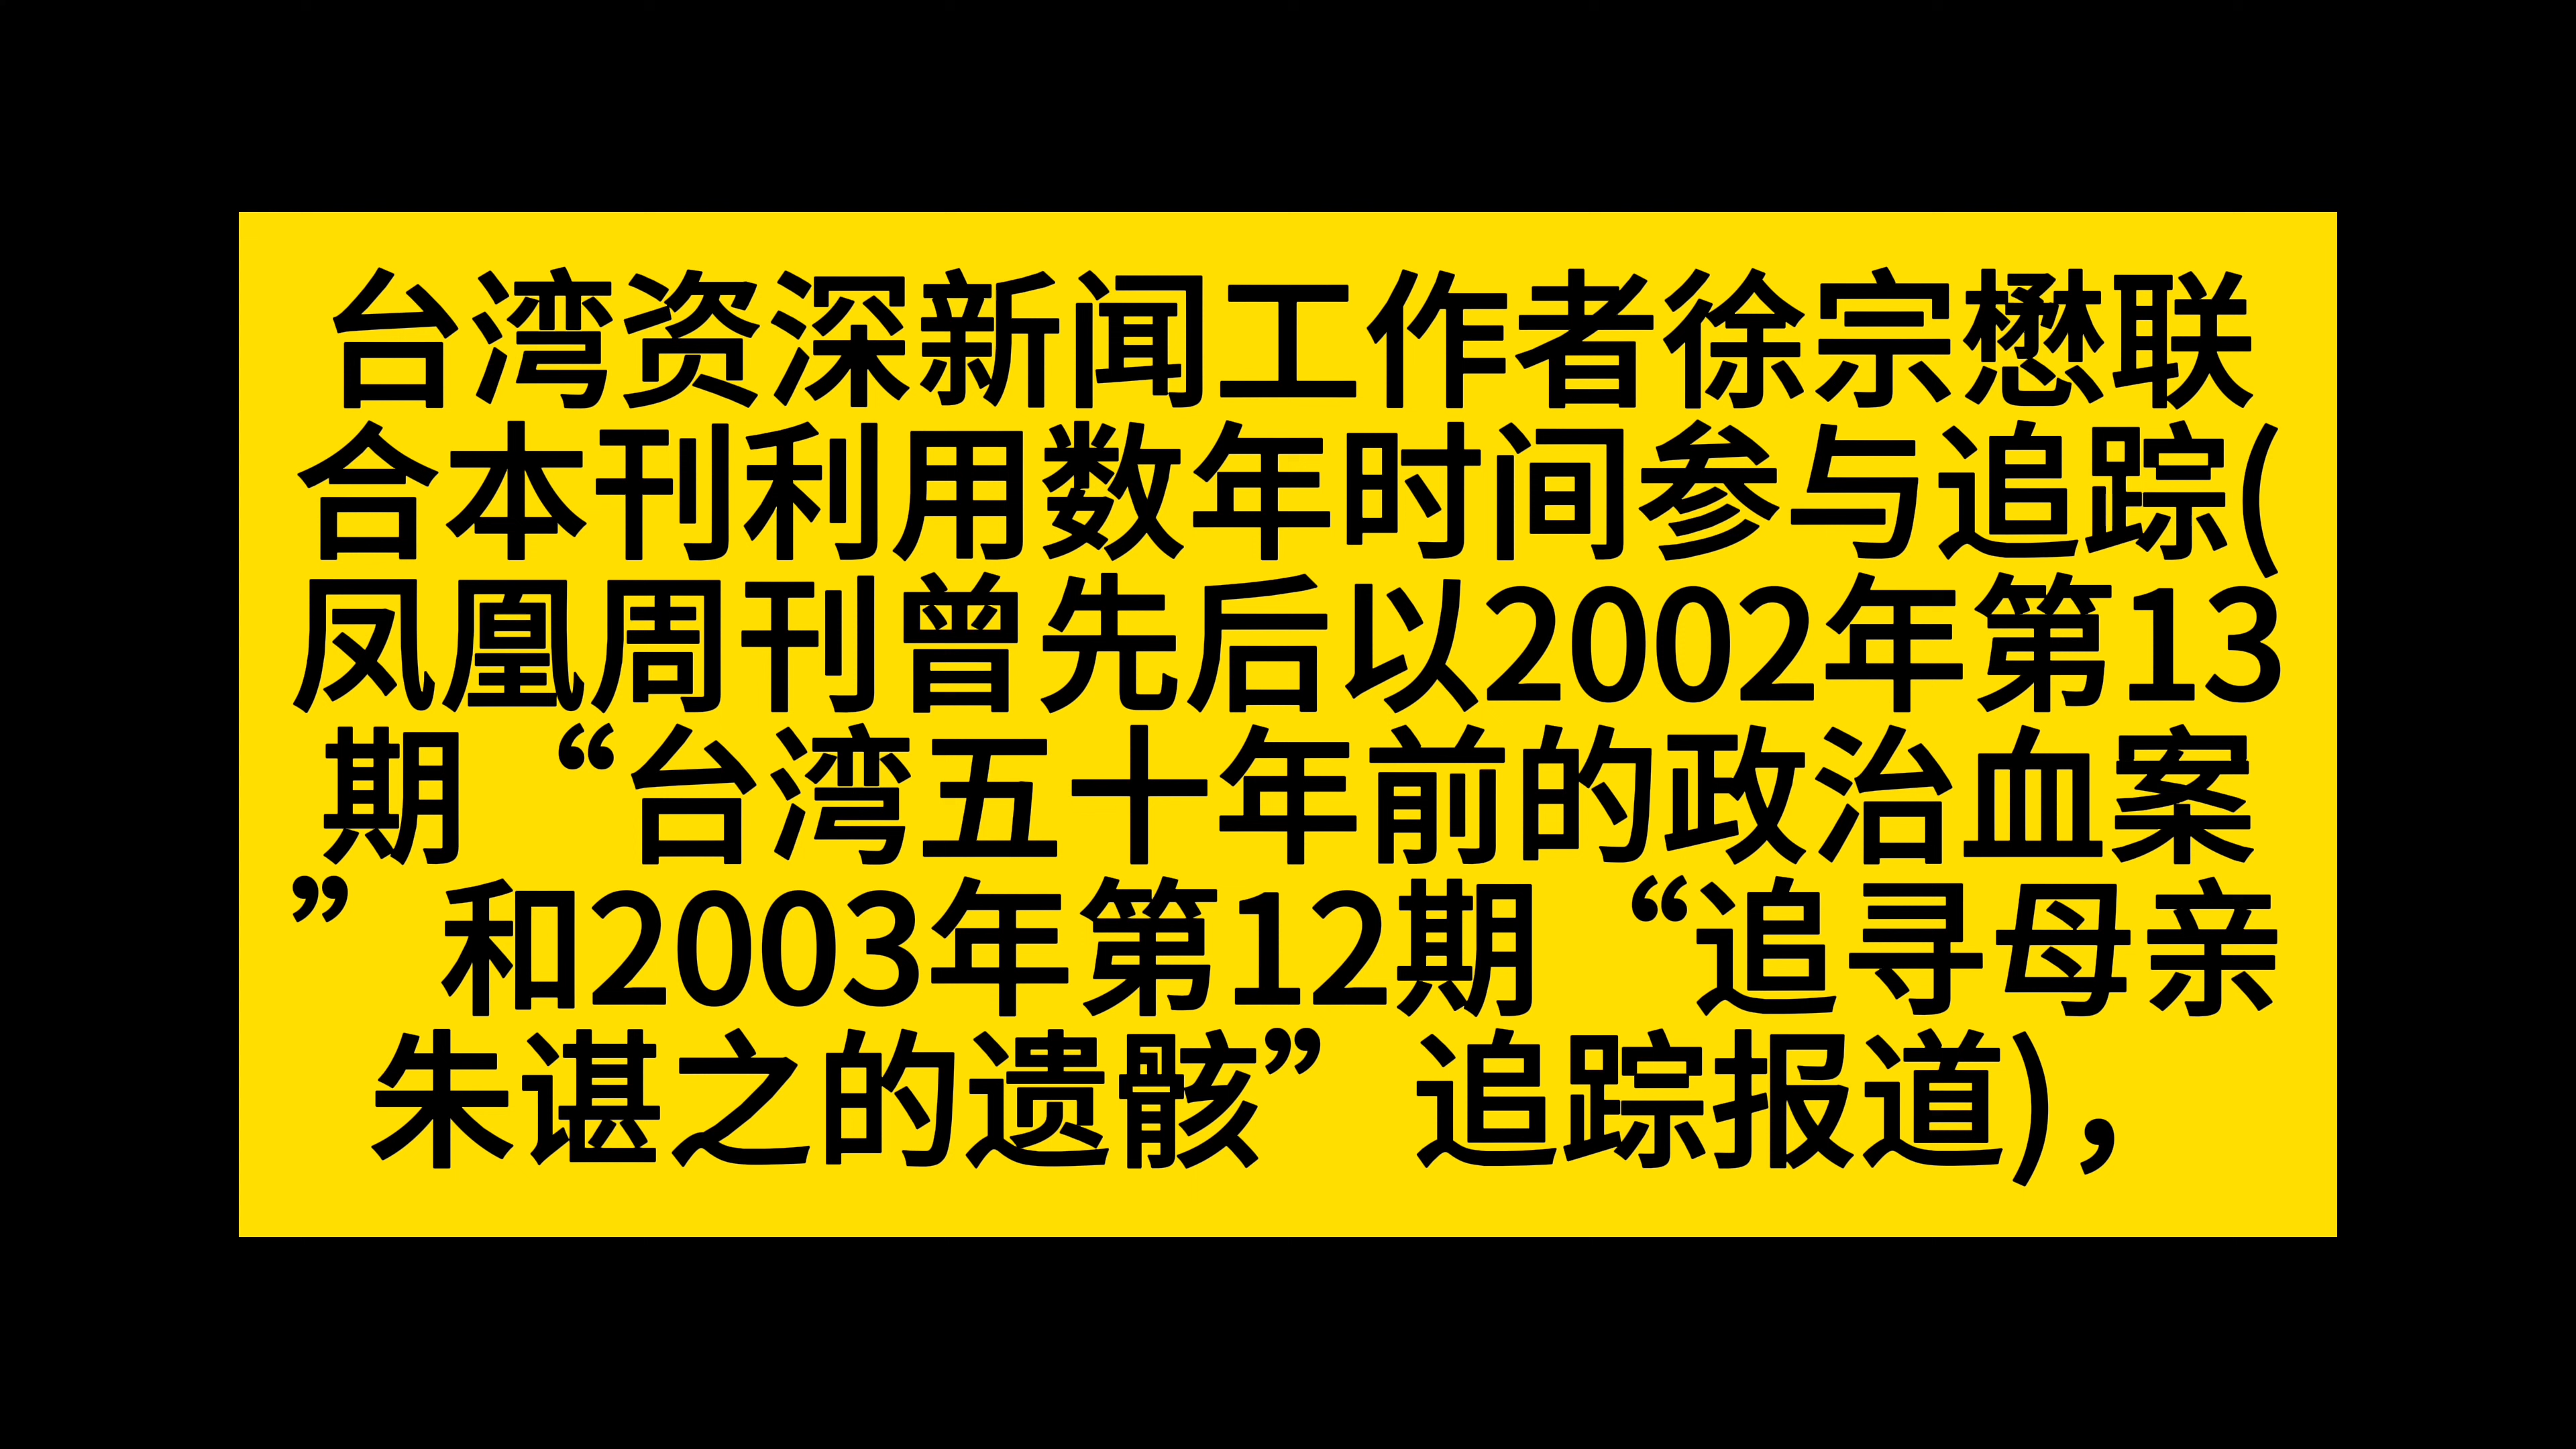 台湾资深新闻工作者徐宗懋联
合本刊利用数年时间参与追踪(
凤凰周刊曾先后以2002年第13
期“台湾五十年前的政治血案
”和2003年第12期“追寻母亲
朱谌之的遗骸”追踪报道),